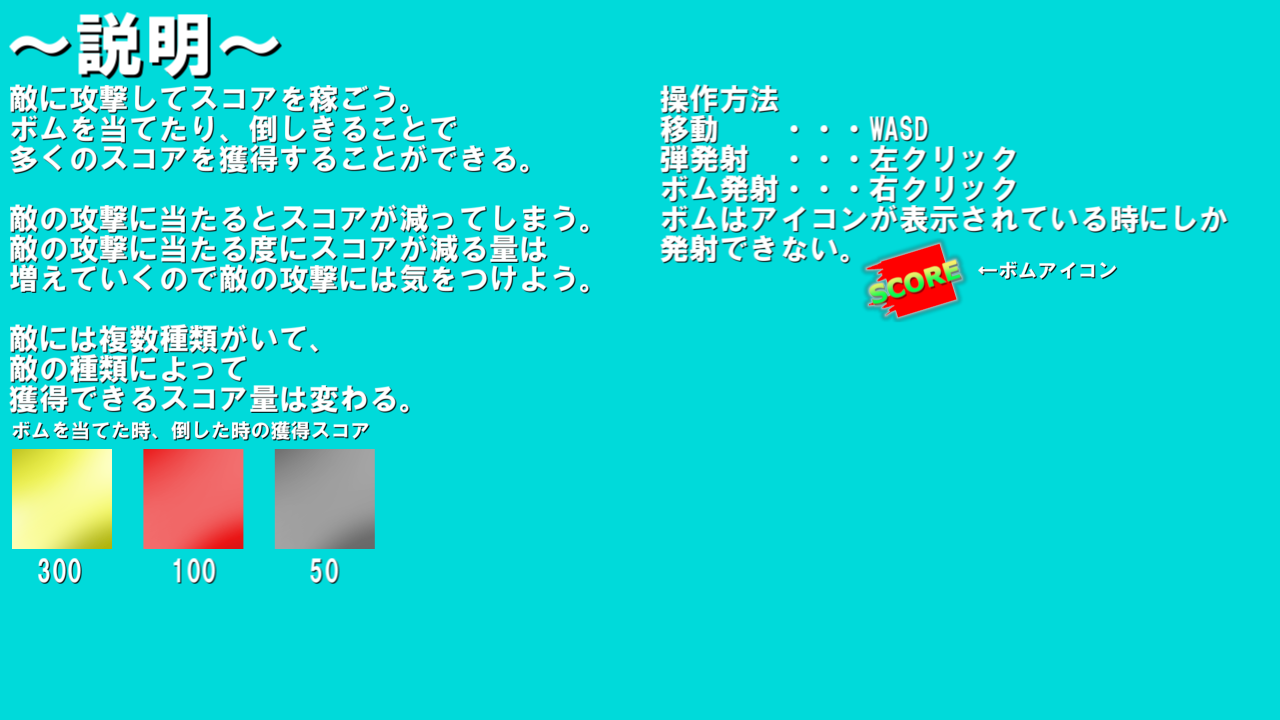 ～説明～
敵に攻撃してスコアを稼ごう。
ボムを当てたり、倒しきることで
多くのスコアを獲得することができる。
敵の攻撃に当たるとスコアが減ってしまう。
敵の攻撃に当たる度にスコアが減る量は
増えていくので敵の攻撃には気をつけよう。
敵には複数種類がいて、
敵の種類によって
獲得できるスコア量は変わる。
ボムを当てた時、倒した時の獲得スコア
300 100 50
操作方法
移動　　・・・WASD
弾発射　・・・左クリック
ボム発射・・・右クリック
ボムはアイコンが表示されている時にしか
発射できない。
SCORE ←ボムアイコン